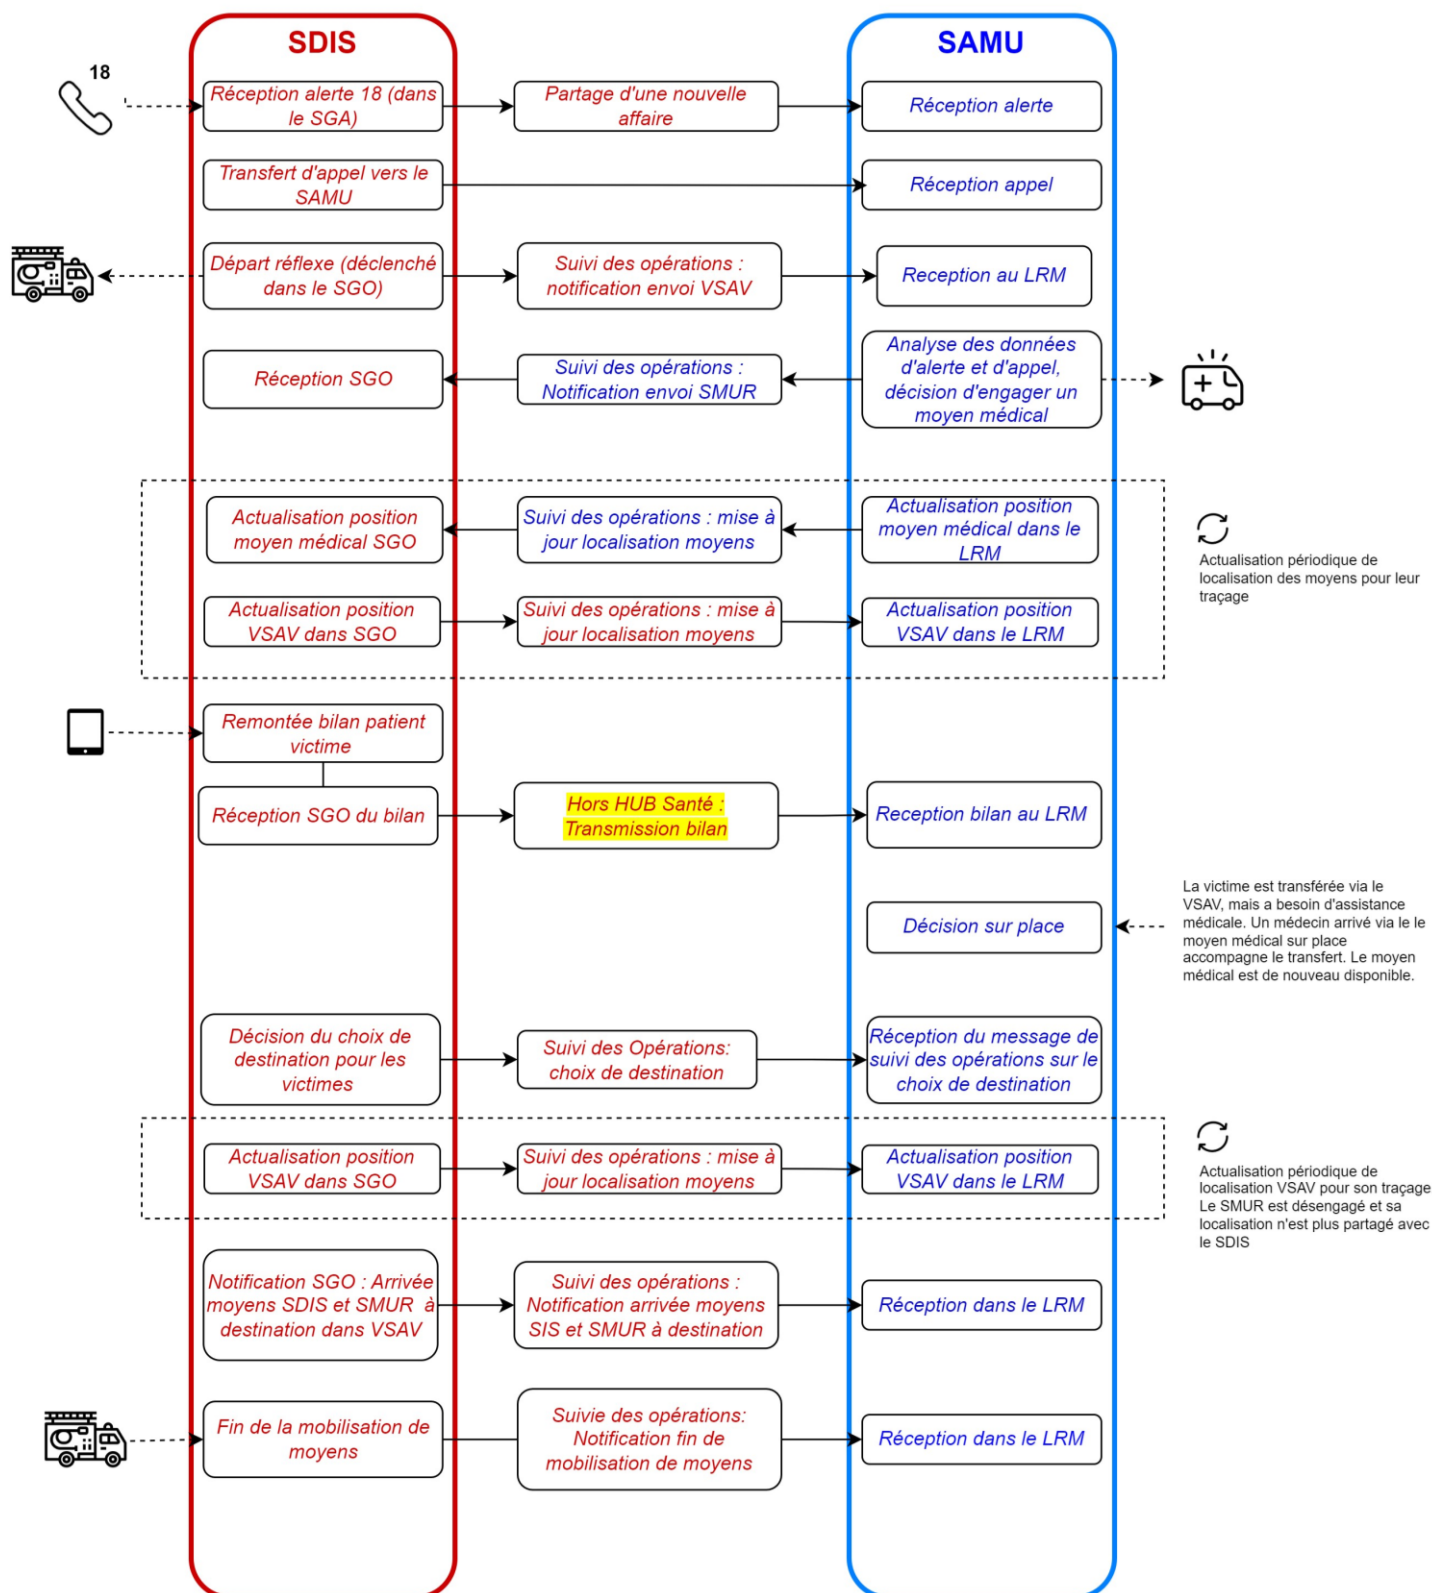 SDIS
SAMU
18
Réception alerte 18 (dans
le SGA)
Partage d'une nouvelle
affaire
Réception alerte
Transfert d'appel vers le
SAMU
Réception appel
Départ réflexe (déclenché
dans le SGO)
Suivi des opérations :
notification envoi VSAV
Reception au LRM
Réception SGO
Suivi des opérations :
Notification envoi SMUR
Analyse des données
d'alerte et d'appel,
décision d'engager un
moyen médical
Actualisation position
moyen médical SGO
Suivi des opérations : mise à
jour localisation moyens
Actualisation position
moyen médical dans le
LRM
Actualisation périodique de
localisation des moyens pour leur
traçage
Actualisation position
VSAV dans SGO
Suivi des opérations : mise à
jour localisation moyens
Actualisation position
VSAV dans le LRM
Remontée bilan patient
victime
Réception SGO du bilan
Hors HUB Santé :
Transmission bilan
Reception bilan au LRM
Décision sur place
La victime est transférée via le
VSAV, mais a besoin d'assistance
médicale. Un médecin arrivé via le le
moyen médical sur place
accompagne le transfert. Le moyen
médical est de nouveau disponible.
Décision du choix de
destination pour les
victimes
Suivi des Opérations:
choix de destination
Réception du message de
suivi des opérations sur le
choix de destination
Actualisation position
VSAV dans SGO
Suivi des opérations : mise à
jour localisation moyens
Actualisation position
VSAV dans le LRM
Actualisation périodique de
localisation VSAV pour son traçage
Le SMUR est désengagé et sa
localisation n'est plus partagé avec
le SDIS
Notification SGO : Arrivée
moyens SDIS et SMUR à
destination dans VSAV
Suivi des opérations :
Notification arrivée moyens
SIS et SMUR à destination
Réception dans le LRM
Fin de la mobilisation de
moyens
Suivie des opérations:
Notification fin de
mobilisation de moyens
Réception dans le LRM